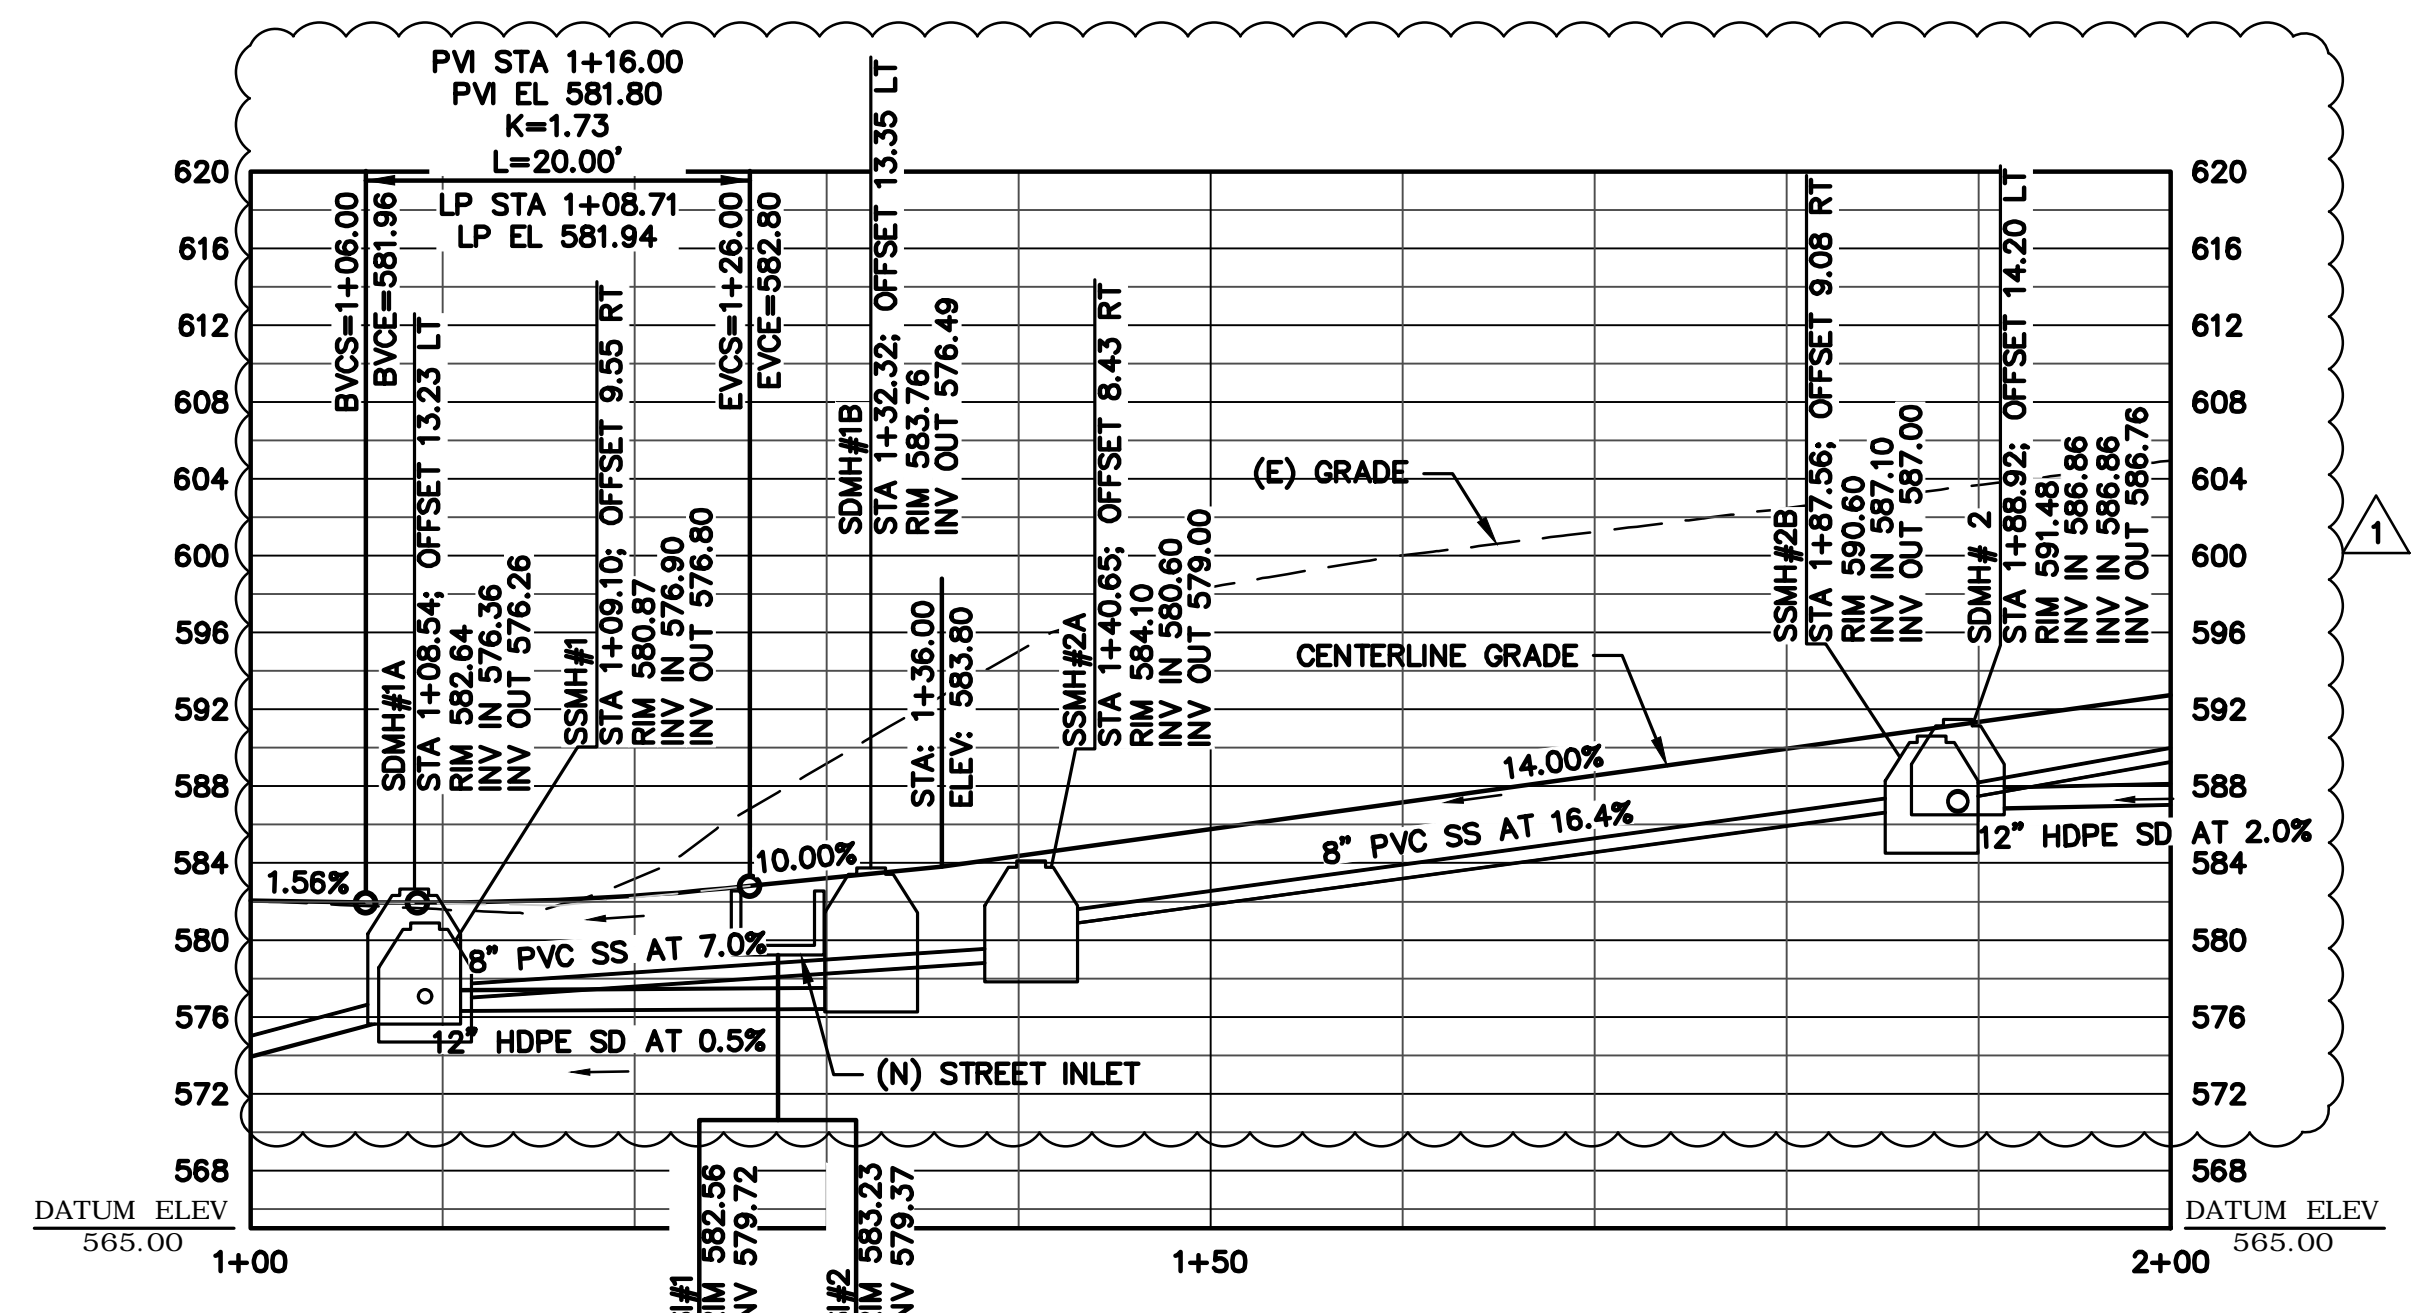 PVI STA 1+16.00
PVI EL 581.80
K=1.73
L=20.00'
LP STA 1+08.71
LP EL 581.94
BVCS=1+06.00
BVCE=581.96
EVCS=1+26.00
EVCE=582.80
620
616
612
608
604
600
596
592
588
584
580
576
572
568
DATUM ELEV
565.00
SDMH#1A
STA 1+08.54; OFFSET 13.23 LT
RIM 582.64
INV IN 576.36
INV OUT 576.26
SSMH#1
STA 1+09.10; OFFSET 9.55 RT
RIM 580.87
INV IN 576.90
INV OUT 576.80
SDMH#1B
STA 1+32.32; OFFSET 13.35 LT
RIM 583.76
INV OUT 576.49
STA: 1+36.00
ELEV: 583.80
SSMH#2A
STA 1+40.65; OFFSET 8.43 RT
RIM 584.10
INV IN 580.60
INV OUT 579.00
(E) GRADE
CENTERLINE GRADE
SSMH#2B
STA 1+87.56; OFFSET 9.08 RT
RIM 590.60
INV IN 587.10
INV OUT 587.00
SDMH# 2
STA 1+88.92; OFFSET 14.20 LT
RIM 591.48
INV IN 586.86
INV IN 586.86
INV OUT 586.76
1.56%
10.00%
14.00%
8" PVC SS AT 7.0%
8" PVC SS AT 16.4%
12" HDPE SD AT 2.0%
12" HDPE SD AT 0.5%
(N) STREET INLET
#1
582.56
579.72
#2
583.23
579.37
620
616
612
608
604
600
596
592
588
584
580
576
572
568
DATUM ELEV
565.00
1
1+00
1+50
2+00